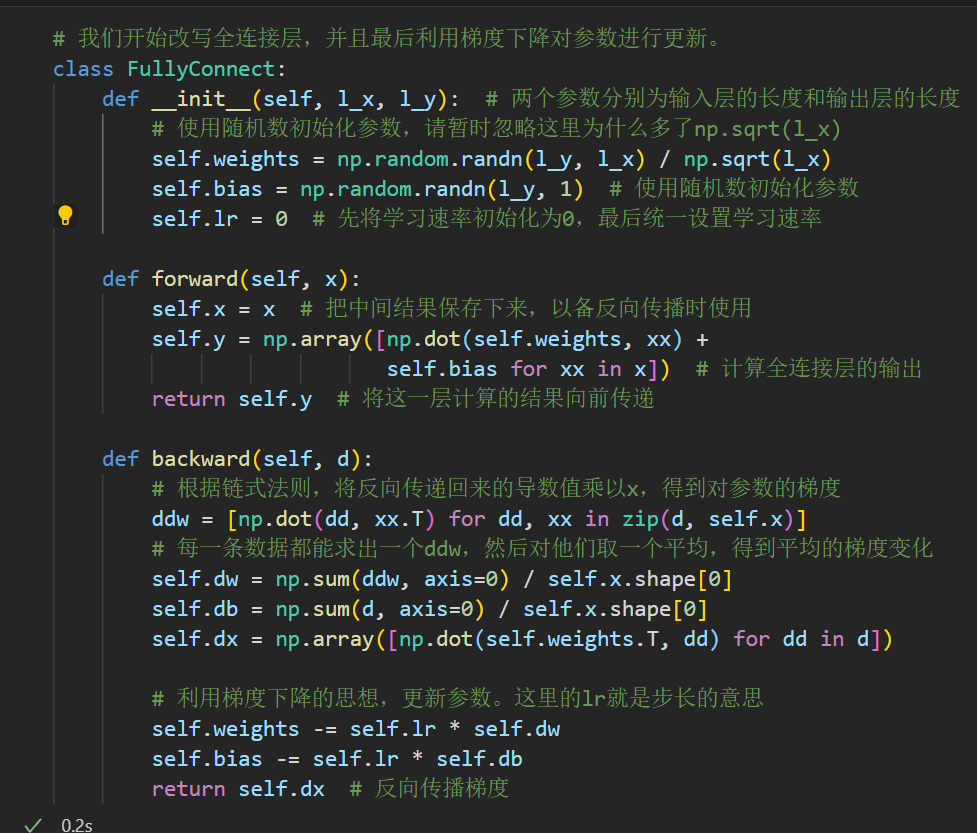 # 我们开始改写全连接层，并且最后利用梯度下降对参数进行更新。
class FullyConnect:
    def __init__(self, l_x, l_y):  # 两个参数分别为输入层的长度和输出层的长度
        # 使用随机数初始化参数，请暂时忽略这里为什么多了np.sqrt(l_x)
        self.weights = np.random.randn(l_y, l_x) / np.sqrt(l_x)
        self.bias = np.random.randn(l_y, 1)  # 使用随机数初始化参数
        self.lr = 0  # 先将学习速率初始化为0，最后统一设置学习速率
    def forward(self, x):
        self.x = x  # 把中间结果保存下来，以备反向传播时使用
        self.y = np.array([np.dot(self.weights, xx) +
                           self.bias for xx in x])  # 计算全连接层的输出
        return self.y  # 将这一层计算的结果向前传递
    def backward(self, d):
        # 根据链式法则，将反向传递回来的导数值乘以x，得到对参数的梯度
        ddw = [np.dot(dd, xx.T) for dd, xx in zip(d, self.x)]
        # 每一条数据都能求出一个ddw，然后对他们取一个平均，得到平均的梯度变化
        self.dw = np.sum(ddw, axis=0) / self.x.shape[0]
        self.db = np.sum(d, axis=0) / self.x.shape[0]
        self.dx = np.array([np.dot(self.weights.T, dd) for dd in d])
        # 利用梯度下降的思想，更新参数。这里的lr就是步长的意思
        self.weights -= self.lr * self.dw
        self.bias -= self.lr * self.db
        return self.dx  # 反向传播梯度
0.2s